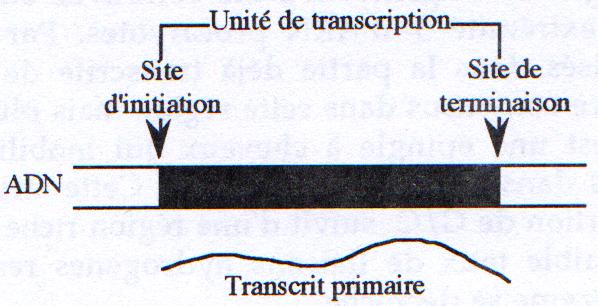 Unité de transcription
Site
d'initiation
Site de
terminaison
ADN
Transcrit primaire